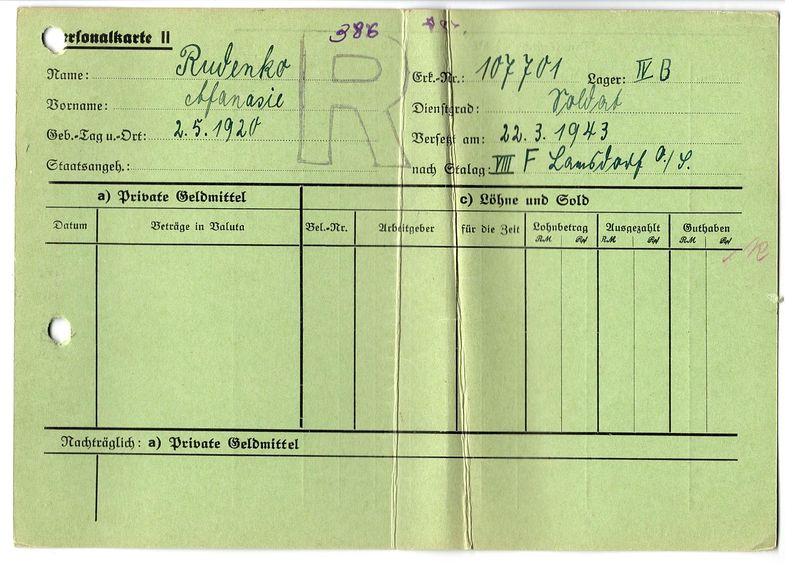 386
Personalkarte II
R
Name: Rudenko
Erk.-Nr.: 107701 Lager: IV B
Vorname: Afanasie
Dienstgrad: Soldat
Geb.-Tag u.-Ort: 2.5.1920
Versetzt am: 22.3.1943
Staatsangeh.:
nach Stalag: VIII F Lamsdorf O./S.
a) Private Geldmittel
c) Löhne und Sold
Datum Beträge in Valuta Bel.-Nr. Arbeitgeber für die Zeit Lohnbetrag Ausgezahlt Guthaben
RM. Rpf RM. Rpf RM. Rpf
Nachträglich: a) Private Geldmittel